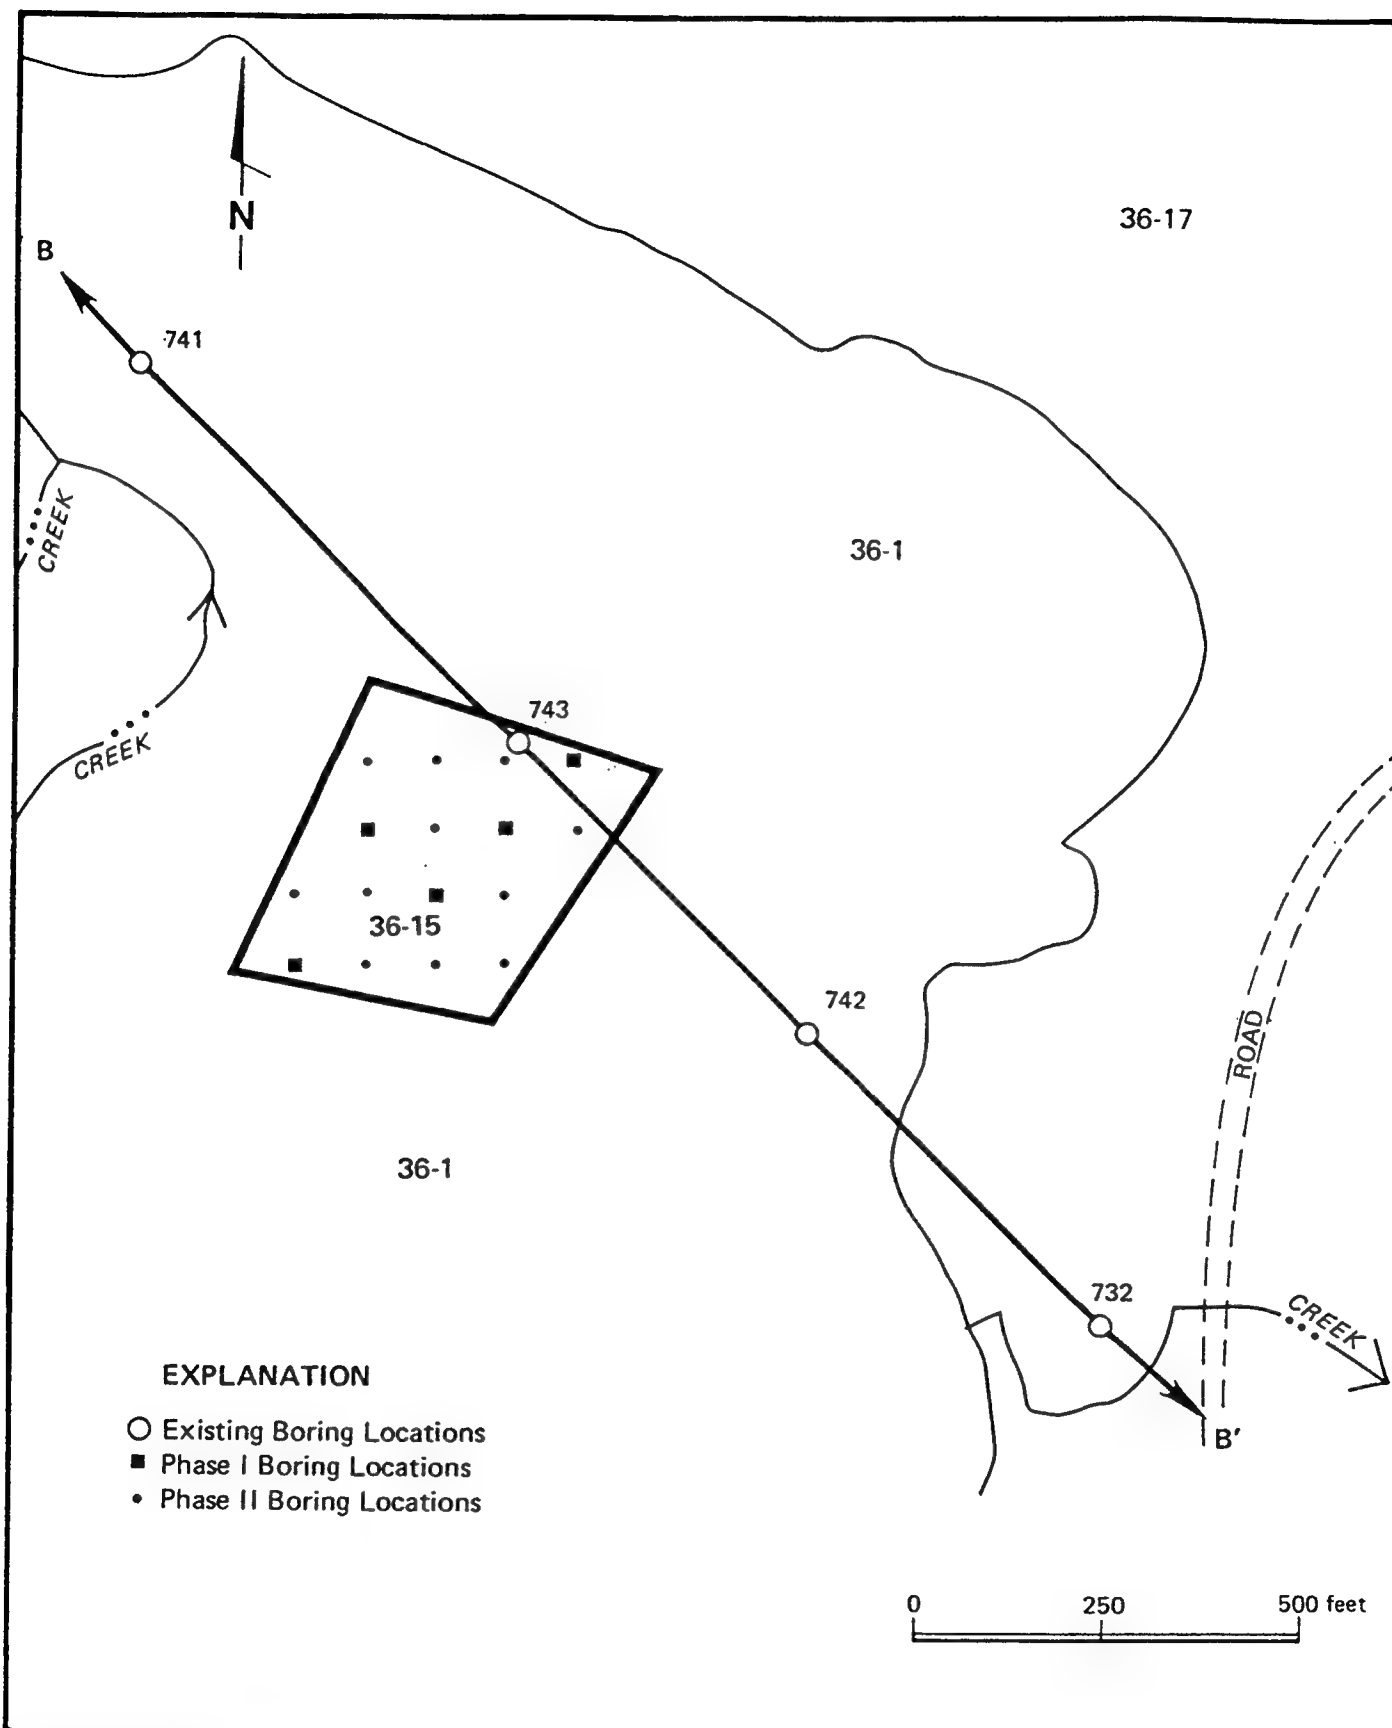 N
36-17
B
741
CREEK
36-1
743
CREEK
36-15
742
ROAD
36-1
732
CREEK
B'
EXPLANATION
Existing Boring Locations
Phase I Boring Locations
Phase II Boring Locations
0 250 500 feet